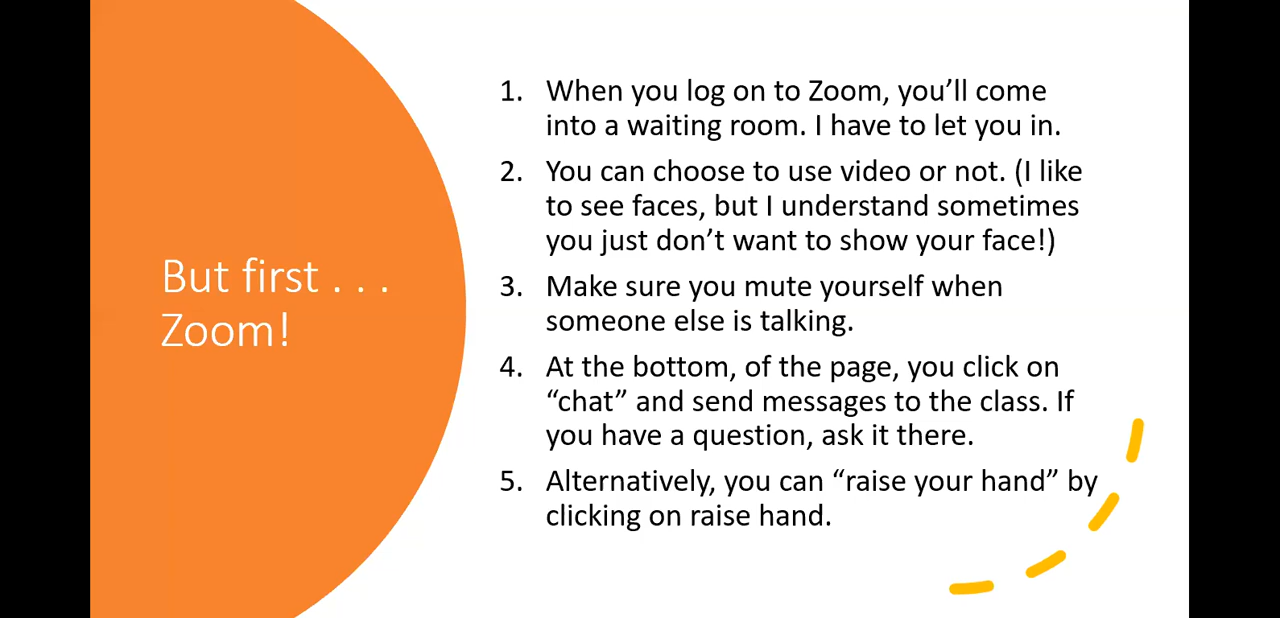 But first . . .
Zoom!
1. When you log on to Zoom, you’ll come
into a waiting room. I have to let you in.
2. You can choose to use video or not. (I like
to see faces, but I understand sometimes
you just don’t want to show your face!)
3. Make sure you mute yourself when
someone else is talking.
4. At the bottom, of the page, you click on
“chat” and send messages to the class. If
you have a question, ask it there.
5. Alternatively, you can “raise your hand” by
clicking on raise hand.